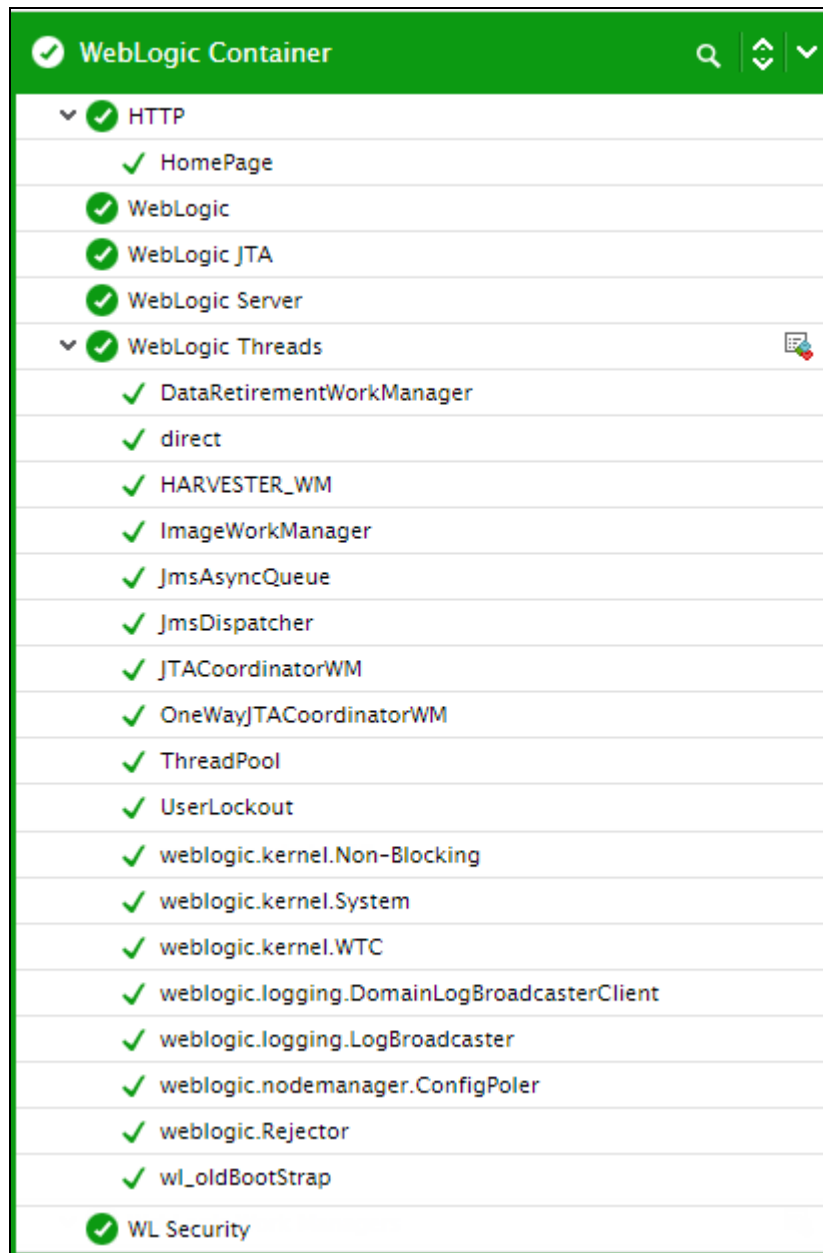 WebLogic Container
HTTP
HomePage
WebLogic
WebLogic JTA
WebLogic Server
WebLogic Threads
DataRetirementWorkManager
direct
HARVESTER_WM
ImageWorkManager
JmsAsyncQueue
JmsDispatcher
JTACoordinatorWM
OneWayJTACoordinatorWM
ThreadPool
UserLockout
weblogic.kernel.Non-Blocking
weblogic.kernel.System
weblogic.kernel.WTC
weblogic.logging.DomainLogBroadcasterClient
weblogic.logging.LogBroadcaster
weblogic.nodemanager.ConfigPoler
weblogic.Rejector
wl_oldBootStrap
WL Security